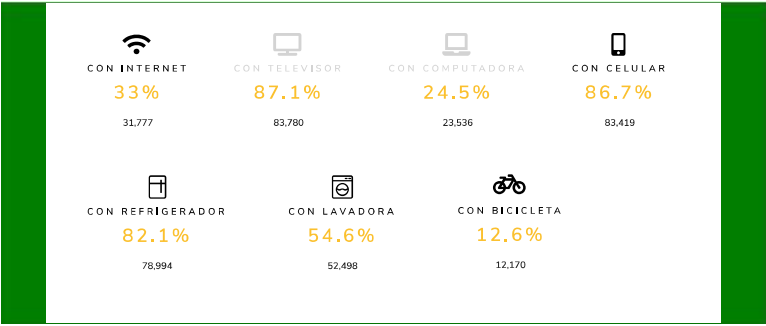 CON INTERNET
33%
31,777
CON TELEVISOR
87.1%
83,780
CON COMPUTADORA
24.5%
23,536
CON CELULAR
86.7%
83,419
CON REFRIGERADOR
82.1%
78,994
CON LAVADORA
54.6%
52,498
CON BICICLETA
12.6%
12,170